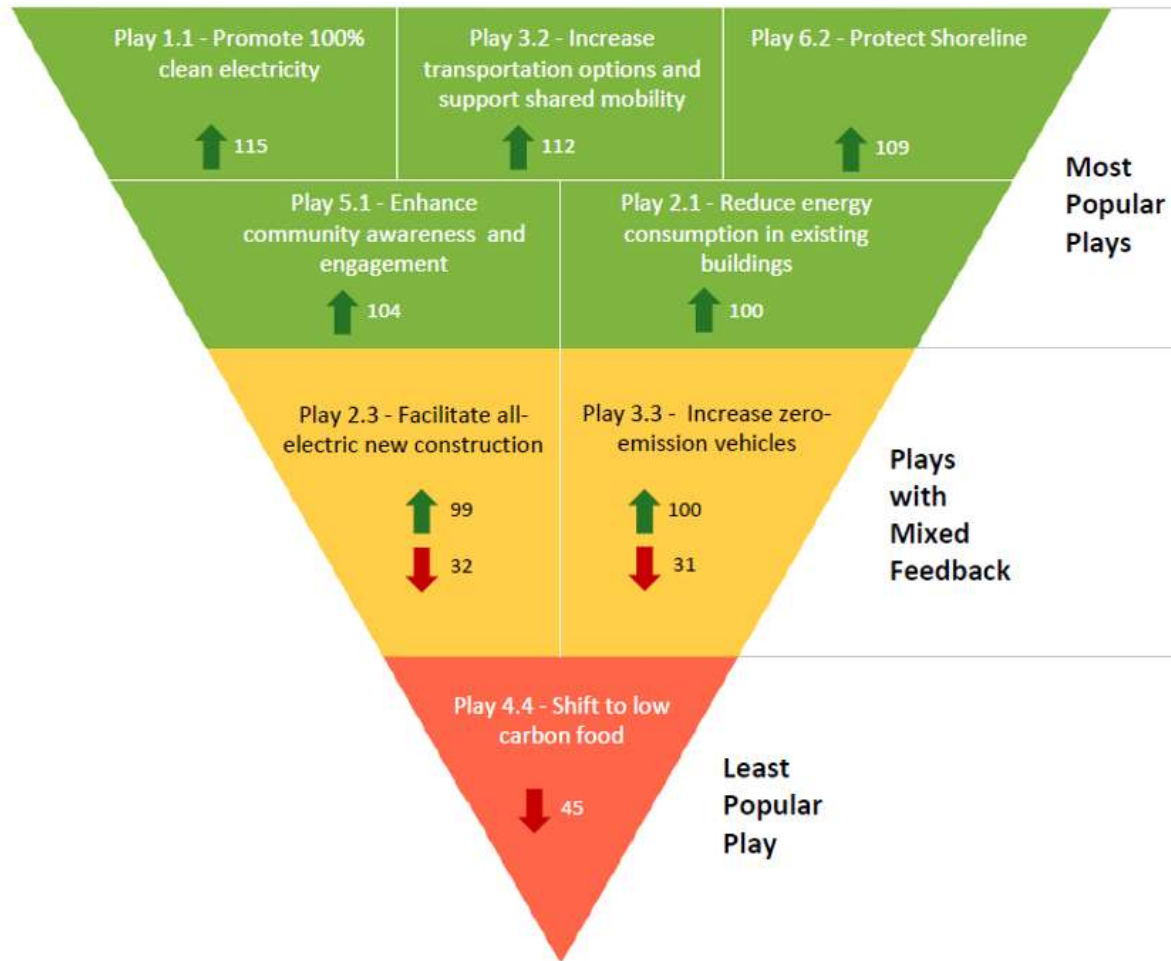 Play 1.1 - Promote 100%
clean electricity
115
Play 3.2 - Increase
transportation options and
support shared mobility
112
Play 6.2 - Protect Shoreline
109
Play 5.1 - Enhance
community awareness and
engagement
104
Play 2.1 - Reduce energy
consumption in existing
buildings
100
Most
Popular
Plays
Play 2.3 - Facilitate all-
electric new construction
99
32
Play 3.3 - Increase zero-
emission vehicles
100
31
Plays
with
Mixed
Feedback
Play 4.4 - Shift to low
carbon food
45
Least
Popular
Play